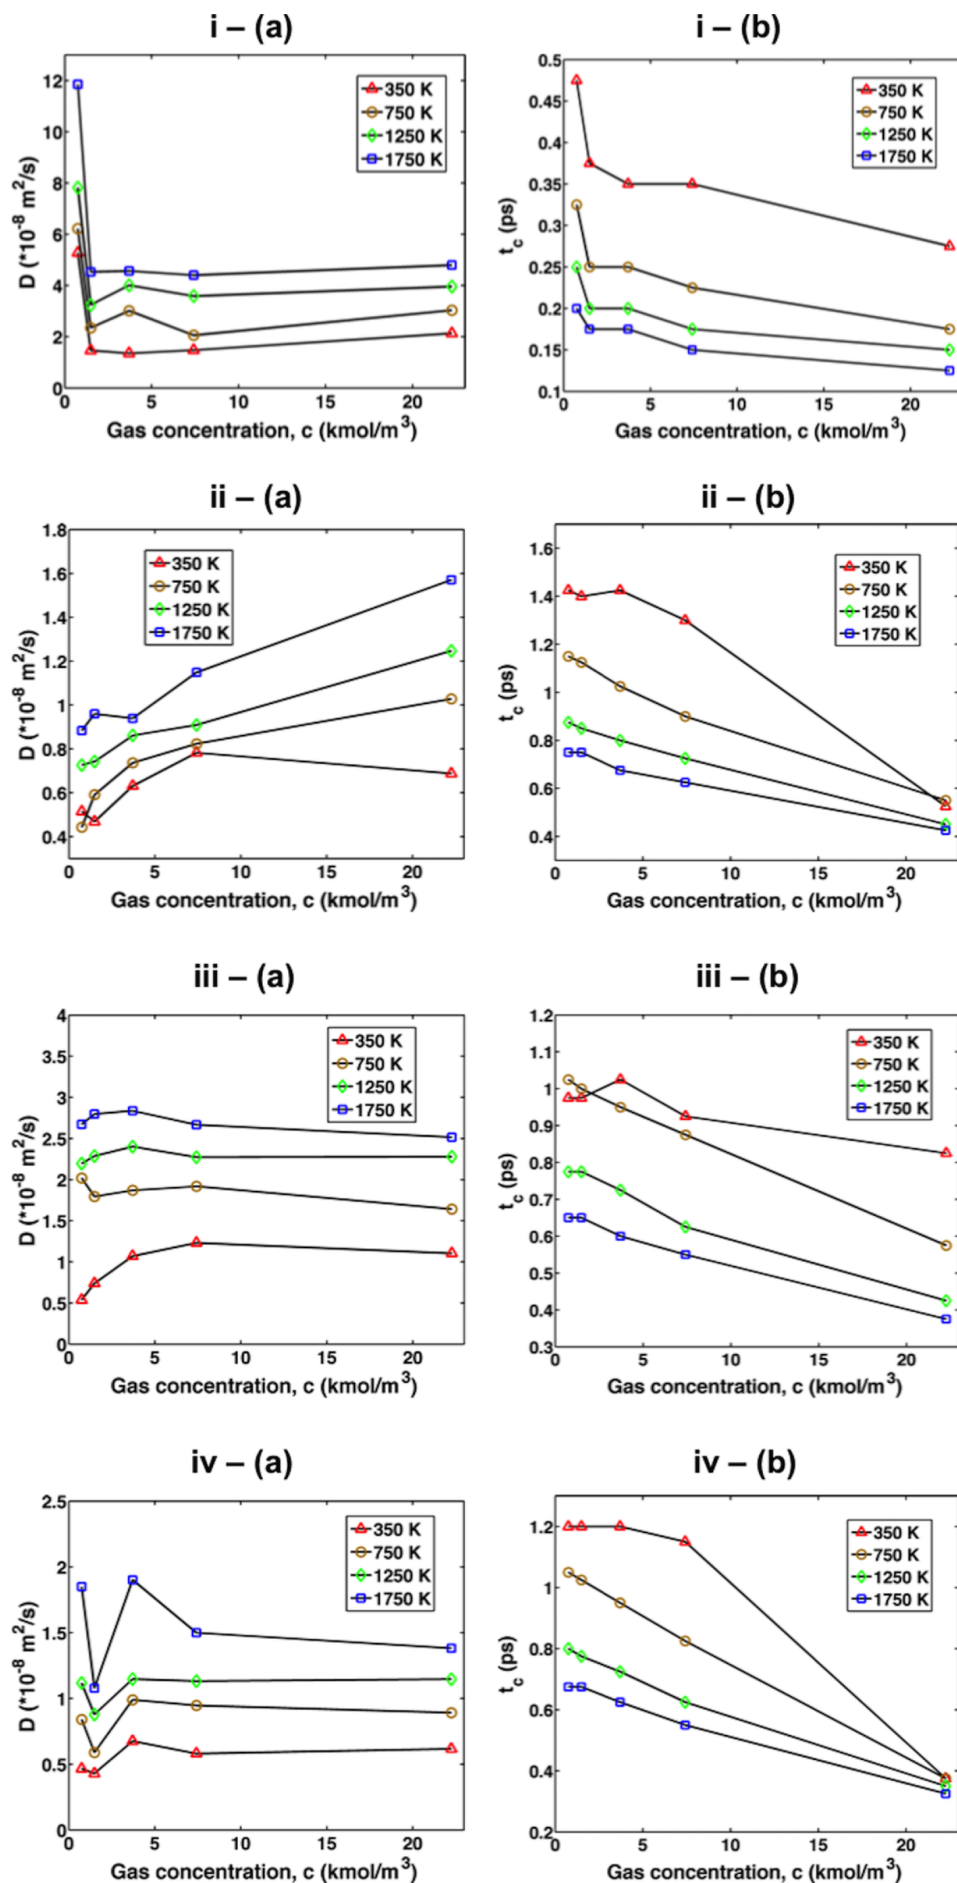 i – (a)
12
10
8
6
4
2
0
D (*10⁻⁸ m²/s)
350 K
750 K
1250 K
1750 K
0 5 10 15 20
Gas concentration, c (kmol/m³)
i – (b)
0.5
0.45
0.4
0.35
0.3
0.25
0.2
0.15
0.1
t_c (ps)
350 K
750 K
1250 K
1750 K
0 5 10 15 20
Gas concentration, c (kmol/m³)
ii – (a)
1.8
1.6
1.4
1.2
1
0.8
0.6
0.4
D (*10⁻⁸ m²/s)
350 K
750 K
1250 K
1750 K
0 5 10 15 20
Gas concentration, c (kmol/m³)
ii – (b)
1.6
1.4
1.2
1
0.8
0.6
0.4
t_c (ps)
350 K
750 K
1250 K
1750 K
0 5 10 15 20
Gas concentration, c (kmol/m³)
iii – (a)
4
3.5
3
2.5
2
1.5
1
0.5
0
D (*10⁻⁸ m²/s)
350 K
750 K
1250 K
1750 K
0 5 10 15 20
Gas concentration, c (kmol/m³)
iii – (b)
1.2
1.1
1
0.9
0.8
0.7
0.6
0.5
0.4
0.3
t_c (ps)
350 K
750 K
1250 K
1750 K
0 5 10 15 20
Gas concentration, c (kmol/m³)
iv – (a)
2.5
2
1.5
1
0.5
0
D (*10⁻⁸ m²/s)
350 K
750 K
1250 K
1750 K
0 5 10 15 20
Gas concentration, c (kmol/m³)
iv – (b)
1.2
1
0.8
0.6
0.4
0.2
t_c (ps)
350 K
750 K
1250 K
1750 K
0 5 10 15 20
Gas concentration, c (kmol/m³)